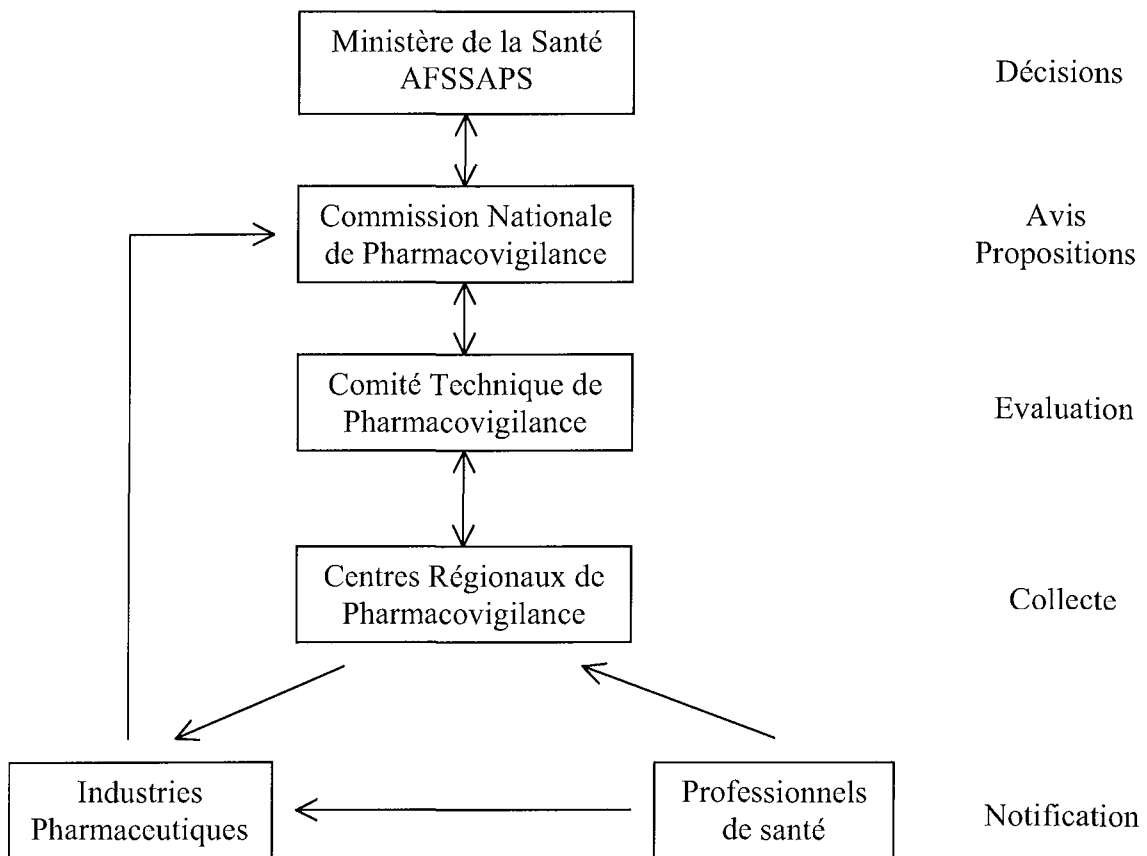 Ministère de la Santé
AFSSAPS
Décisions
Commission Nationale
de Pharmacovigilance
Avis
Propositions
Comité Technique de
Pharmacovigilance
Evaluation
Centres Régionaux de
Pharmacovigilance
Collecte
Industries
Pharmaceutiques
Professionnels
de santé
Notification